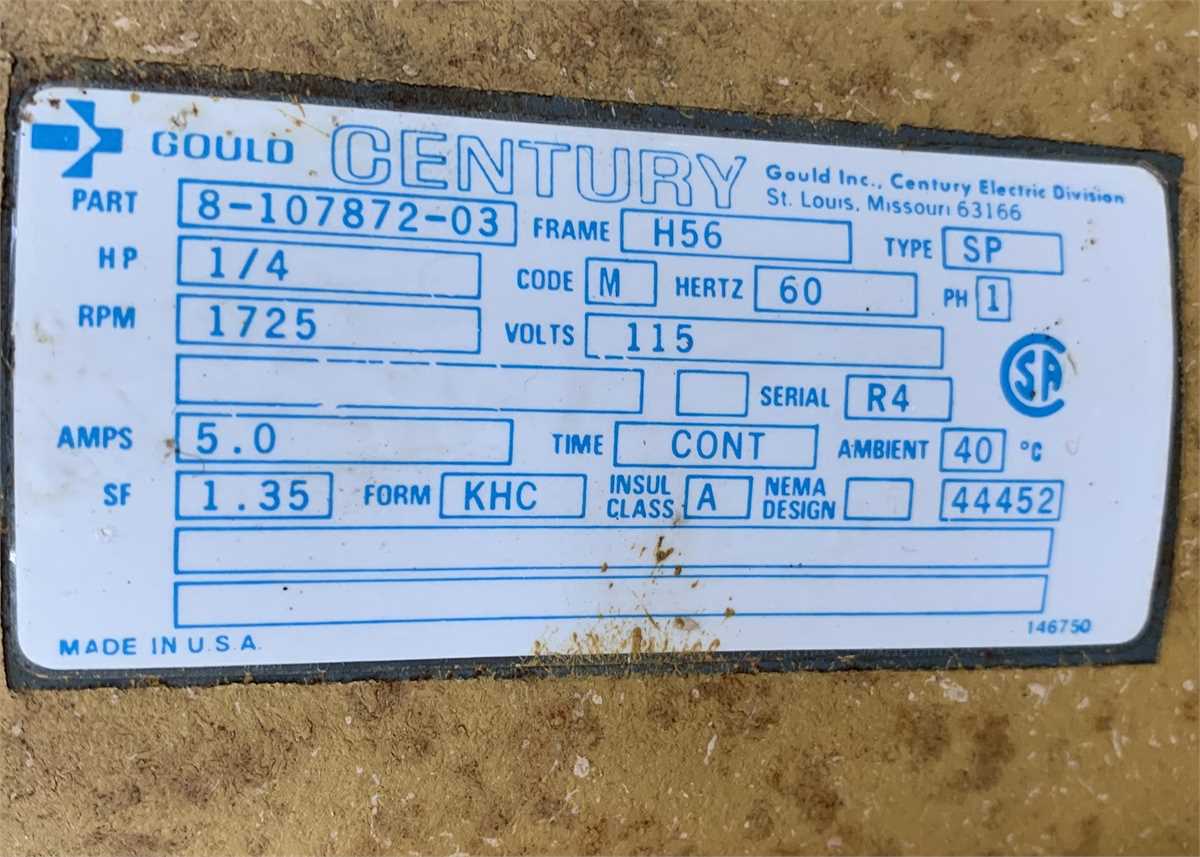 GOULD CENTURY Gould Inc., Century Electric Division
St. Louis, Missouri 63166
PART 8-107872-03 FRAME H56 TYPE SP
HP 1/4 CODE M HERTZ 60 PH 1
RPM 1725 VOLTS 115
SERIAL R4 CSA
AMPS 5.0 TIME CONT AMBIENT 40 °C
SF 1.35 FORM KHC INSUL CLASS A NEMA DESIGN 44452
146750
MADE IN U.S.A.